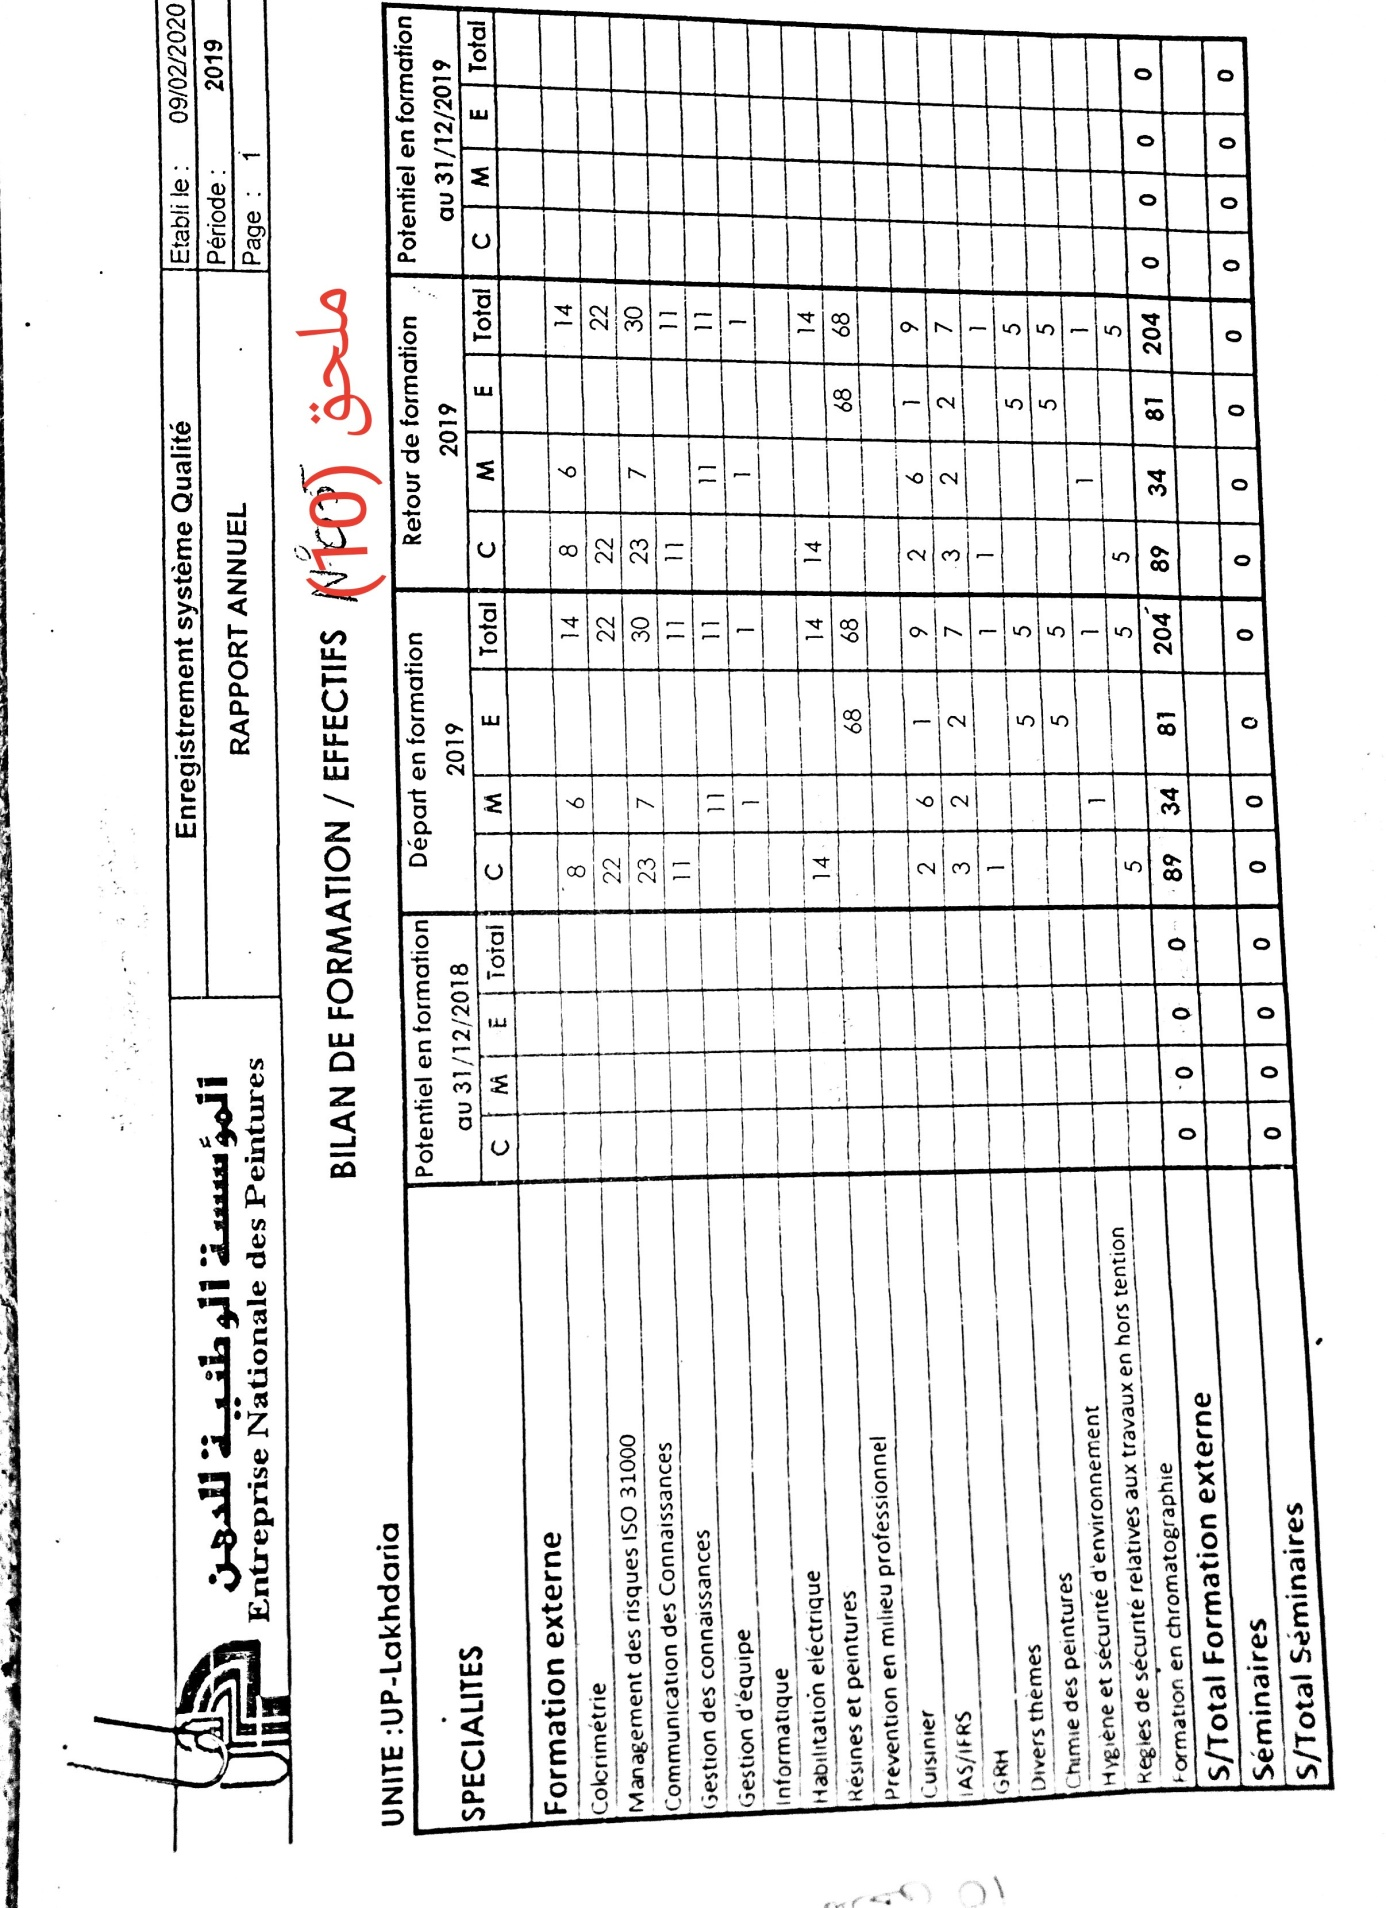 المؤسسة الوطنية للدهن
Entreprise Nationale des Peintures
Enregistrement système Qualité
RAPPORT ANNUEL
Etabli le : 09/02/2020
Période : 2019
Page : 1
BILAN DE FORMATION / EFFECTIFS ملحق (10)
UNITE :UP-Lakhdaria
SPECIALITES Potentiel en formation au 31/12/2018 Départ en formation 2019 Retour de formation 2019 Potentiel en formation au 31/12/2019
C M E Total C M E Total C M E Total C M E Total
Formation externe
Colorimétrie 8 6 14 8 6 14
Management des risques ISO 31000 22 22 22 22
Communication des Connaissances 23 7 30 23 7 30
Gestion des connaissances 11 11 11 11
Gestion d'équipe 11 11 11 11
Informatique 1 1 1 1
Habilitation eléctrique
Résines et peintures 14 14 14 14
Prévention en milieu professionnel 68 68 68 68
Cuisinier
IAS/IFRS 2 6 1 9 2 6 1 9
GRH 3 2 2 7 3 2 2 7
Divers thèmes 1 1 1 1
Chimie des peintures 5 5 5 5
Hygiène et sécurité d'environnement 5 5 5 5
Règles de sécurité relatives aux travaux en hors tention 1 1 1 1
Formation en chromatographie 5 5 5 5
S/Total Formation externe 0 0 0 0 89 34 81 204 89 34 81 204 0 0 0 0
Séminaires
S/Total Séminaires 0 0 0 0 0 0 0 0 0 0 0 0 0 0 0 0